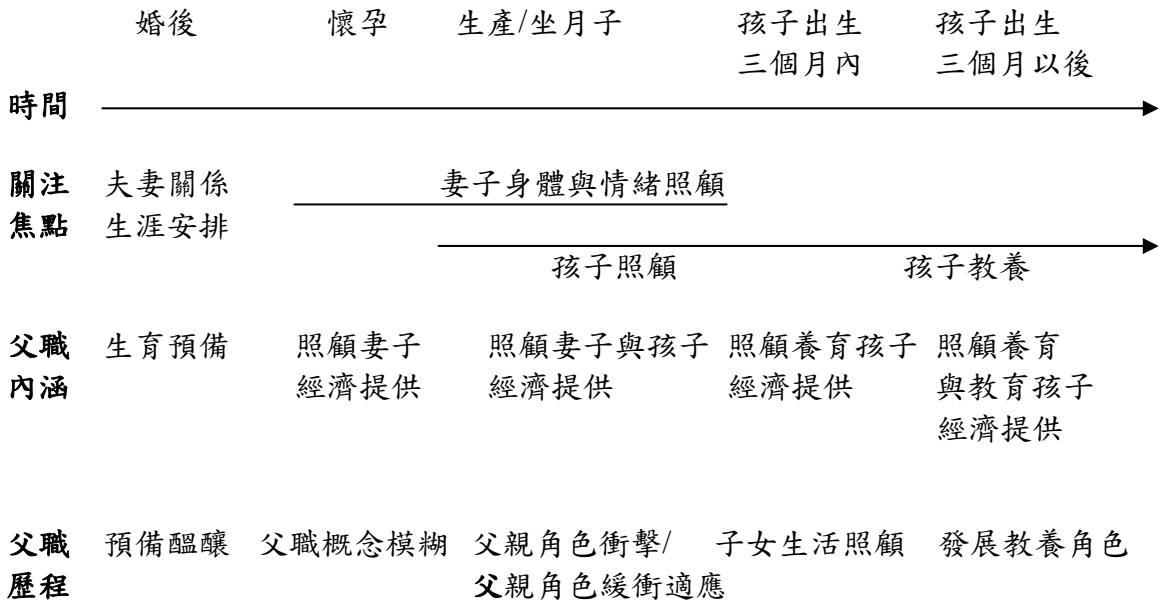 婚後 懷孕 生產/坐月子 孩子出生 孩子出生
三個月內 三個月以後
時間
關注 夫妻關係 妻子身體與情緒照顧
焦點 生涯安排
孩子照顧 孩子教養
父職 生育預備 照顧妻子 照顧妻子與孩子 照顧養育孩子 照顧養育
內涵 經濟提供 經濟提供 經濟提供 與教育孩子
經濟提供
父職 預備醞釀 父職概念模糊 父親角色衝擊/ 子女生活照顧 發展教養角色
歷程 父親角色緩衝適應